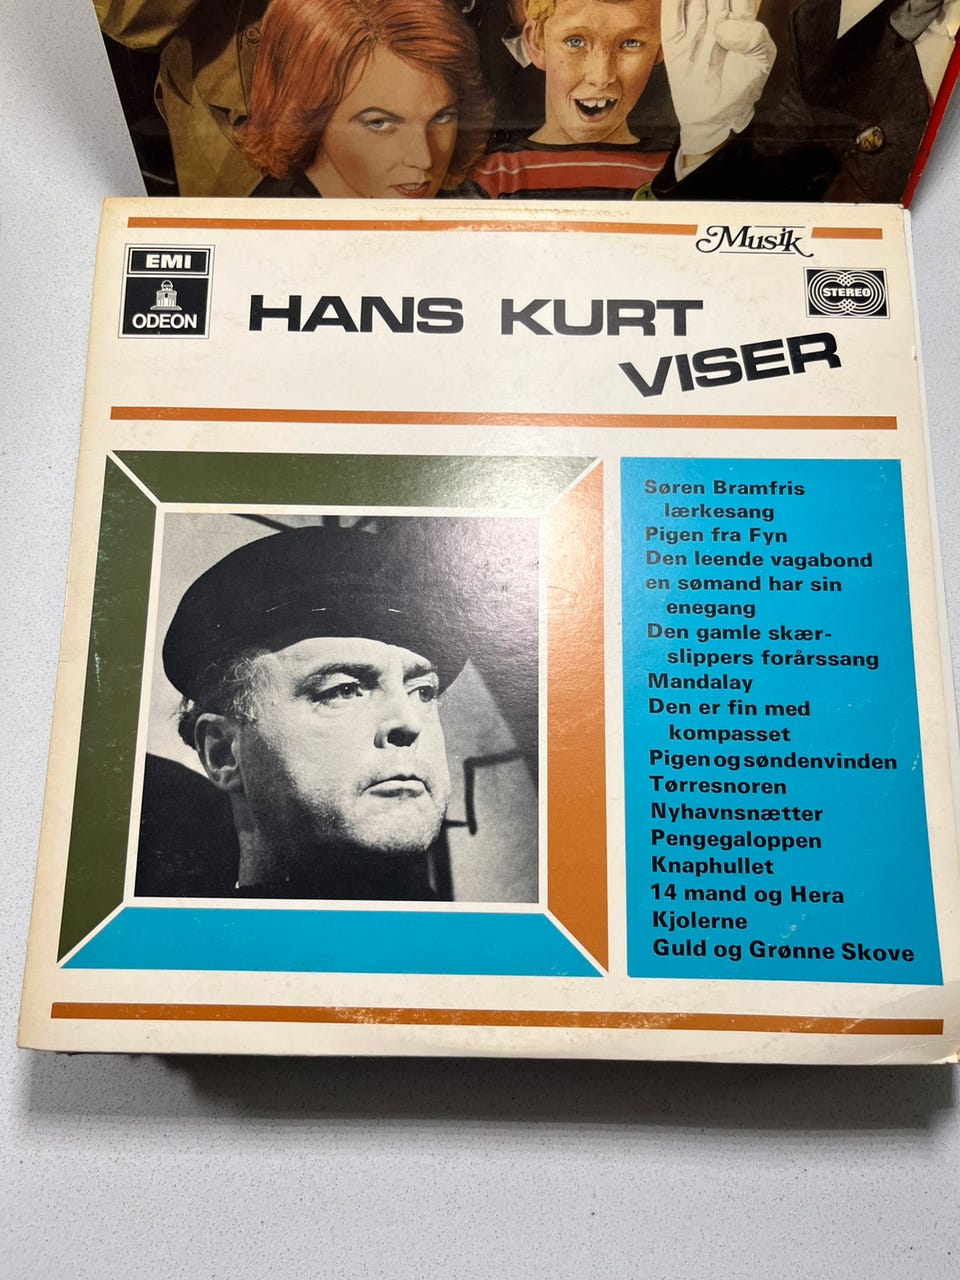 Musik
EMI
ODEON
STEREO
HANS KURT
VISER
Søren Bramfris
lærkesang
Pigen fra Fyn
Den leende vagabond
en sømand har sin
enegang
Den gamle skær-
slippers forårssang
Mandalay
Den er fin med
kompasset
Pigen og søndenvinden
Tørresnoren
Nyhavnsnætter
Pengegaloppen
Knaphullet
14 mand og Hera
Kjolerne
Guld og Grønne Skove